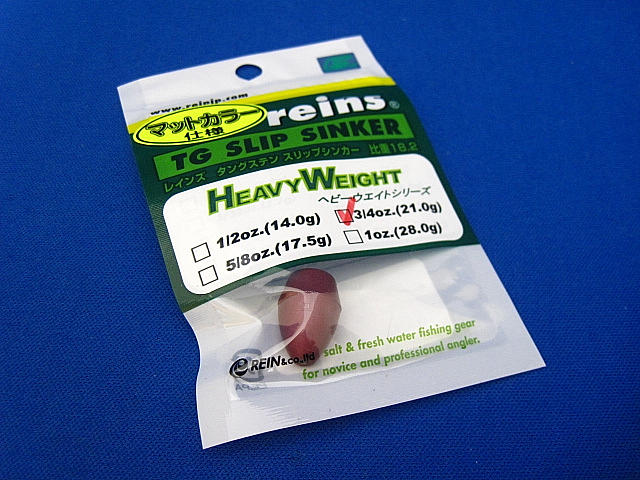 www.reinjp.com
マットカラー
仕様
reins®
TG SLIP SINKER
レインズ タングステン スリップシンカー 比重18.2
HEAVYWEIGHT
ヘビーウエイトシリーズ
1/2oz.(14.0g)
3/4oz.(21.0g)
5/8oz.(17.5g)
1oz.(28.0g)
e REIN&co.,ltd
salt & fresh water fishing gear
for novice and professional angler.